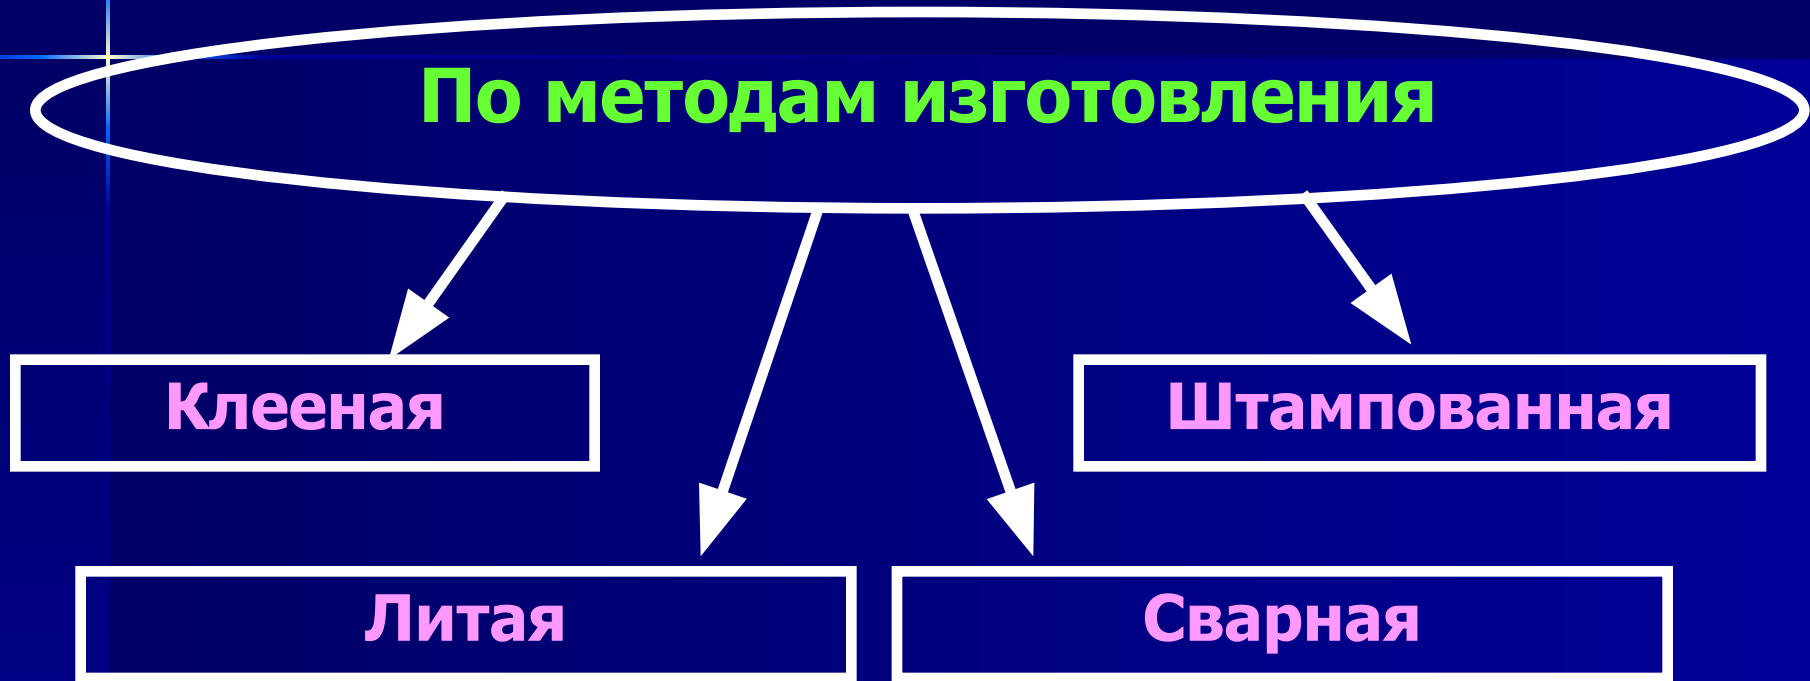 По методам изготовления
Клееная
Штампованная
Литая
Сварная